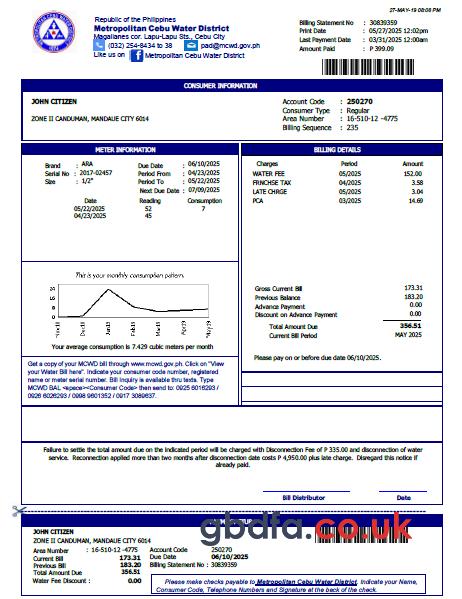 27-MAY-19 08:08 PM
Republic of the Philippines
Metropolitan Cebu Water District
Magallanes cor. Lapu-Lapu Sts., Cebu City
(032) 254-8434 to 38 pad@mcwd.gov.ph
Like us on f Metropolitan Cebu Water District
Billing Statement No : 30839359
Print Date : 05/27/2025 12:02pm
Last Payment Date : 03/31/2025 12:00am
Amount Paid : P 399.09
CONSUMER INFORMATION
JOHN CITIZEN
ZONE II CANDUMAN, MANDAUE CITY 6014
Account Code : 250270
Consumer Type : Regular
Area Number : 16-510-12 -4775
Billing Sequence : 235
METER INFORMATION
Brand : ARA Due Date : 06/10/2025
Serial No : 2017-02457 Period From : 04/23/2025
Size : 1/2" Period To : 05/22/2025
Next Due Date : 07/09/2025
Date Reading Consumption
05/22/2025 52 7
04/23/2025 45
BILLING DETAILS
Charges Period Amount
WATER FEE 05/2025 152.00
FRNCHSE TAX 04/2025 3.58
LATE CHRGE 05/2025 3.04
PCA 03/2025 14.69
This is your monthly consumption pattern.
24
16
8
0
Nov18 Dec18 Jan19 Feb19 Mar19 Apr19 May19
Your average consumption is 7.429 cubic meters per month
Gross Current Bill 173.31
Previous Balance 183.20
Advance Payment 0.00
Discount on Advance Payment 0.00
Total Amount Due 356.51
Current Bill Period MAY 2025
Please pay on or before due date 06/10/2025.
Get a copy of your MCWD bill through www.mcwd.gov.ph. Click on "View
your Water Bill here". Indicate your consumer code number, registered
name or meter serial number. Bill Inquiry is available thru texts. Type
MCWD BAL <space><Consumer Code> then send to: 0925 6016293 /
0926 6026293 / 0998 9601352 / 0917 3089637.
Failure to settle the total amount due on the indicated period will be charged with Disconnection Fee of P 335.00 and disconnection of water
service. Reconnection applied more than two months after disconnection date costs P 4,950.00 plus late charge. Disregard this notice if
already paid.
Bill Distributor Date
gbdfa.co.uk
JOHN CITIZEN
ZONE II CANDUMAN, MANDAUE CITY 6014
Area Number : 16-510-12 -4775 Account Code 250270
Current Bill 173.31 Due Date 06/10/2025
Previous Bill 183.20 Billing Statement No : 30839359
Total Amount Due 356.51
Water Fee Discount : 0.00
Please make checks payable to Metropolitan Cebu Water District. Indicate your Name,
Consumer Code, Telephone Numbers and Signature at the back of the check.